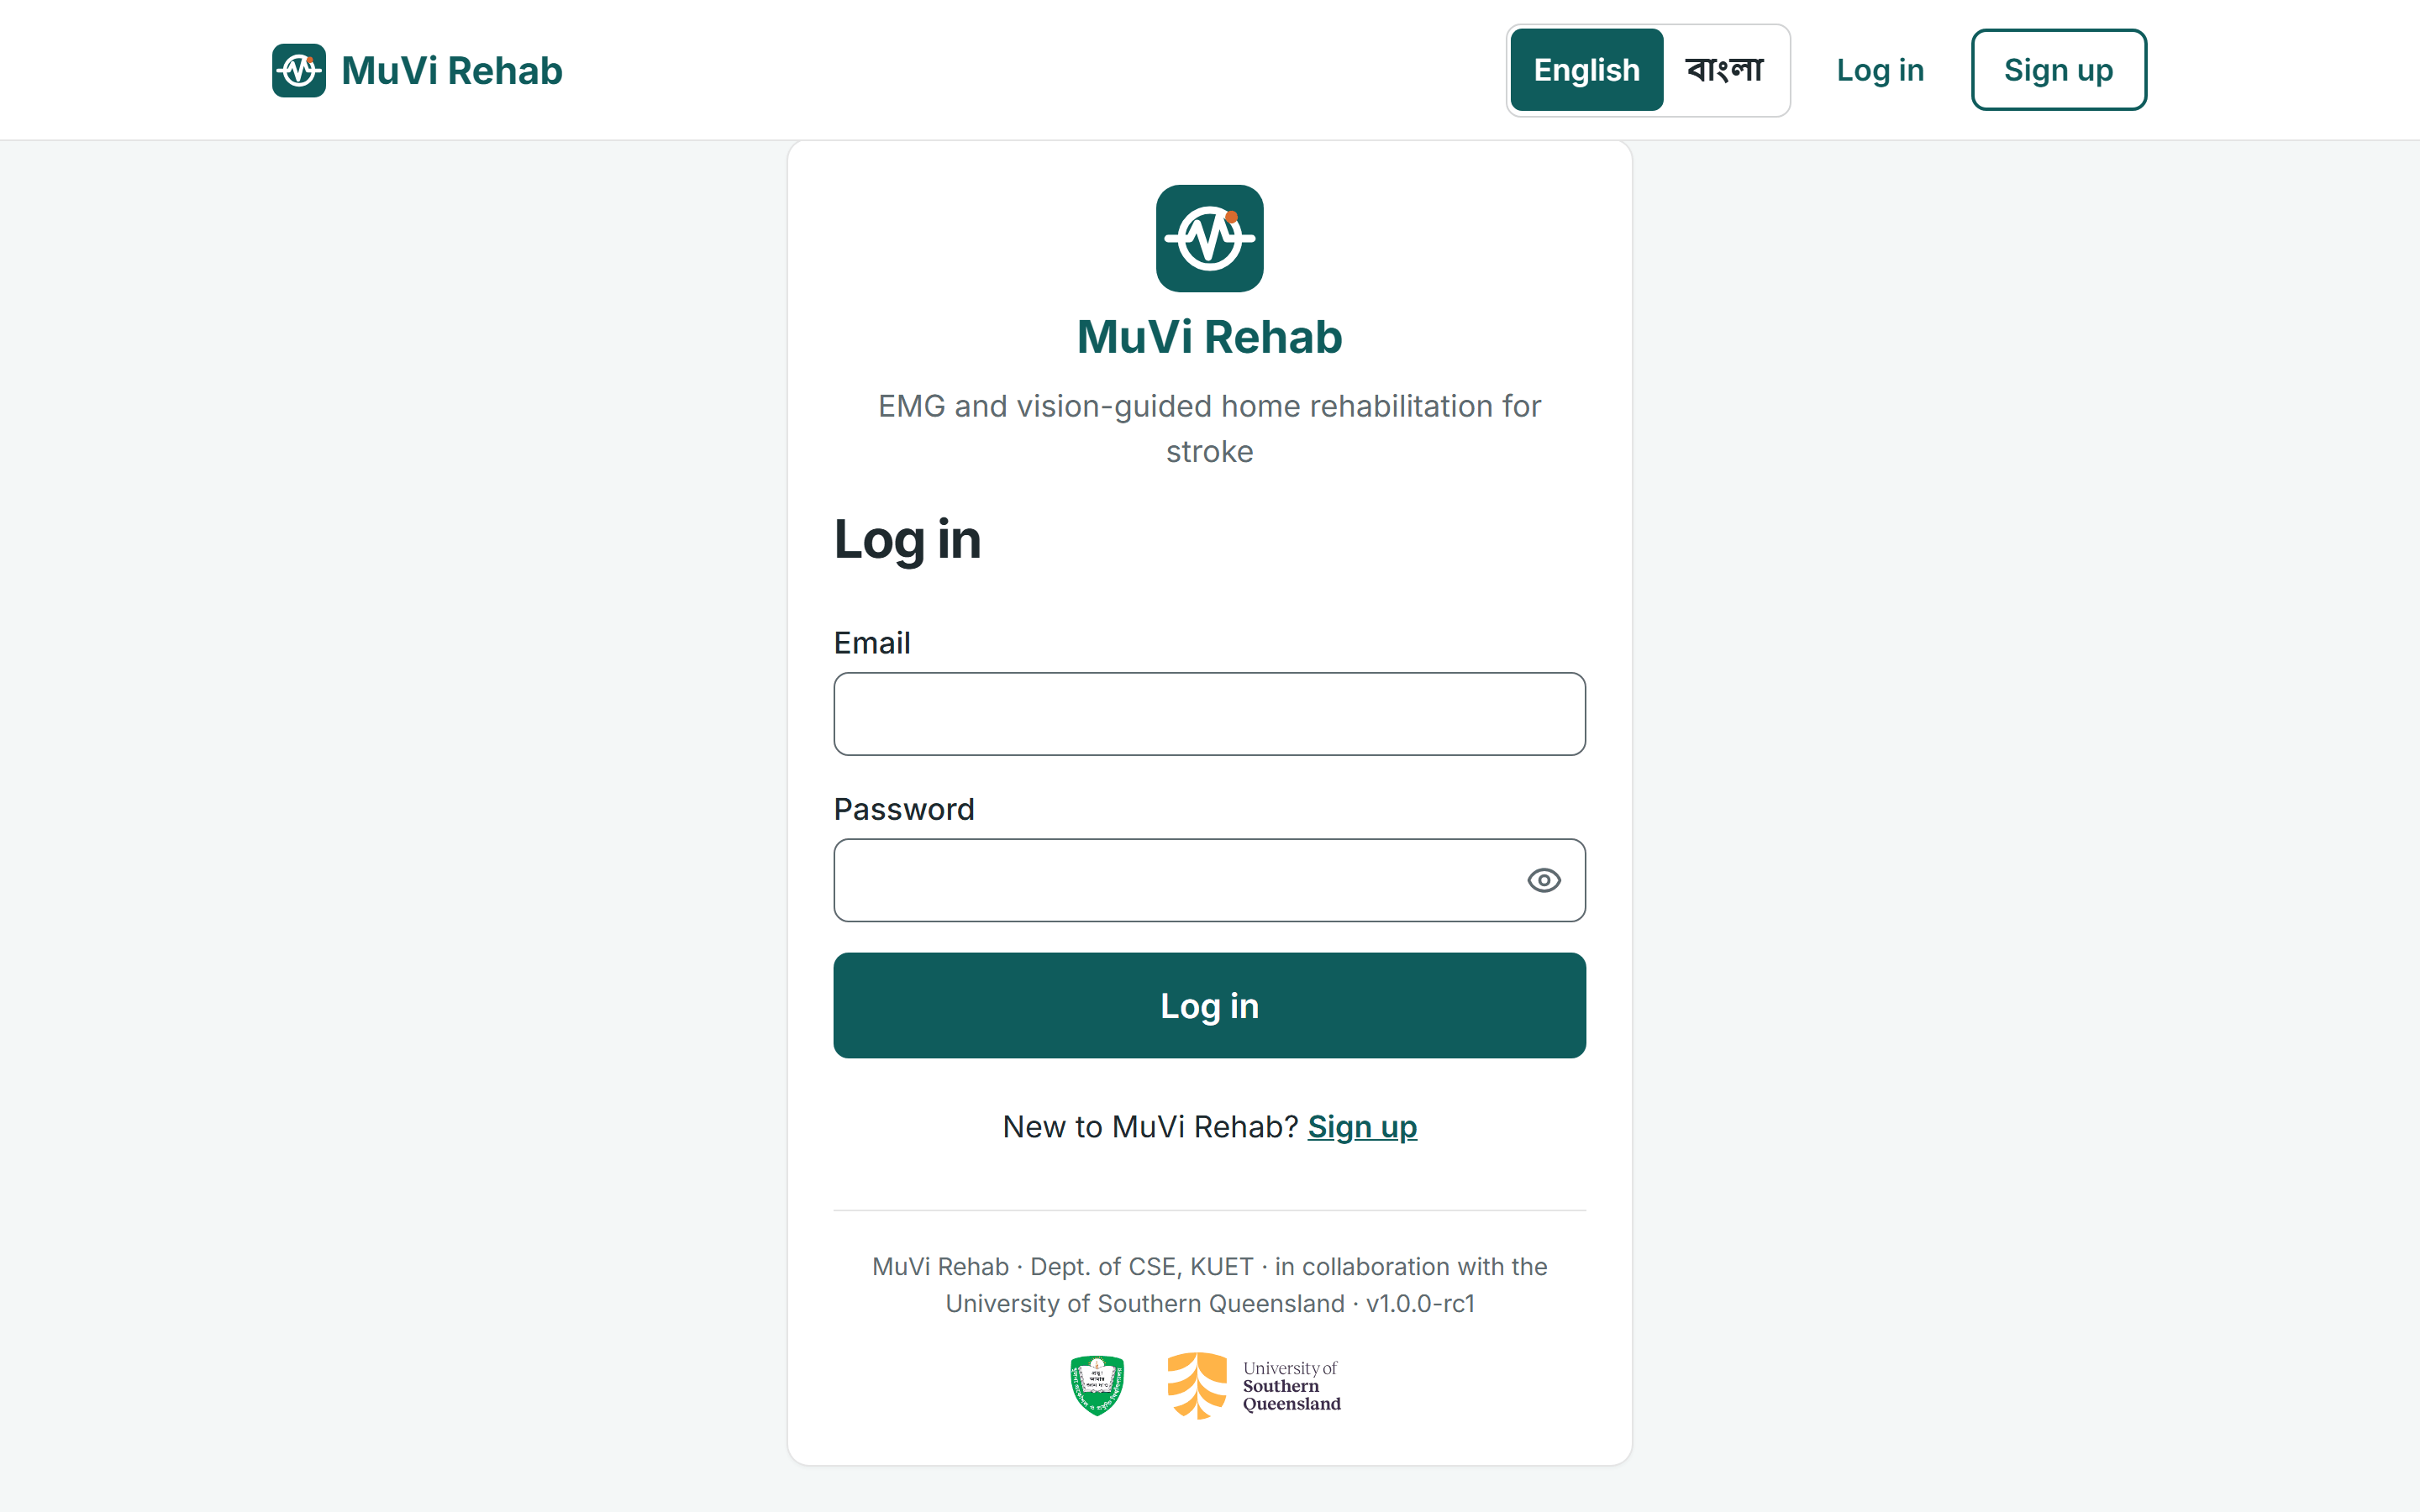 MuVi Rehab
English
বাংলা
Log in
Sign up
MuVi Rehab
EMG and vision-guided home rehabilitation for
stroke
Log in
Email
Password
Log in
New to MuVi Rehab? Sign up
MuVi Rehab · Dept. of CSE, KUET · in collaboration with the
University of Southern Queensland · v1.0.0-rc1
University of
Southern
Queensland